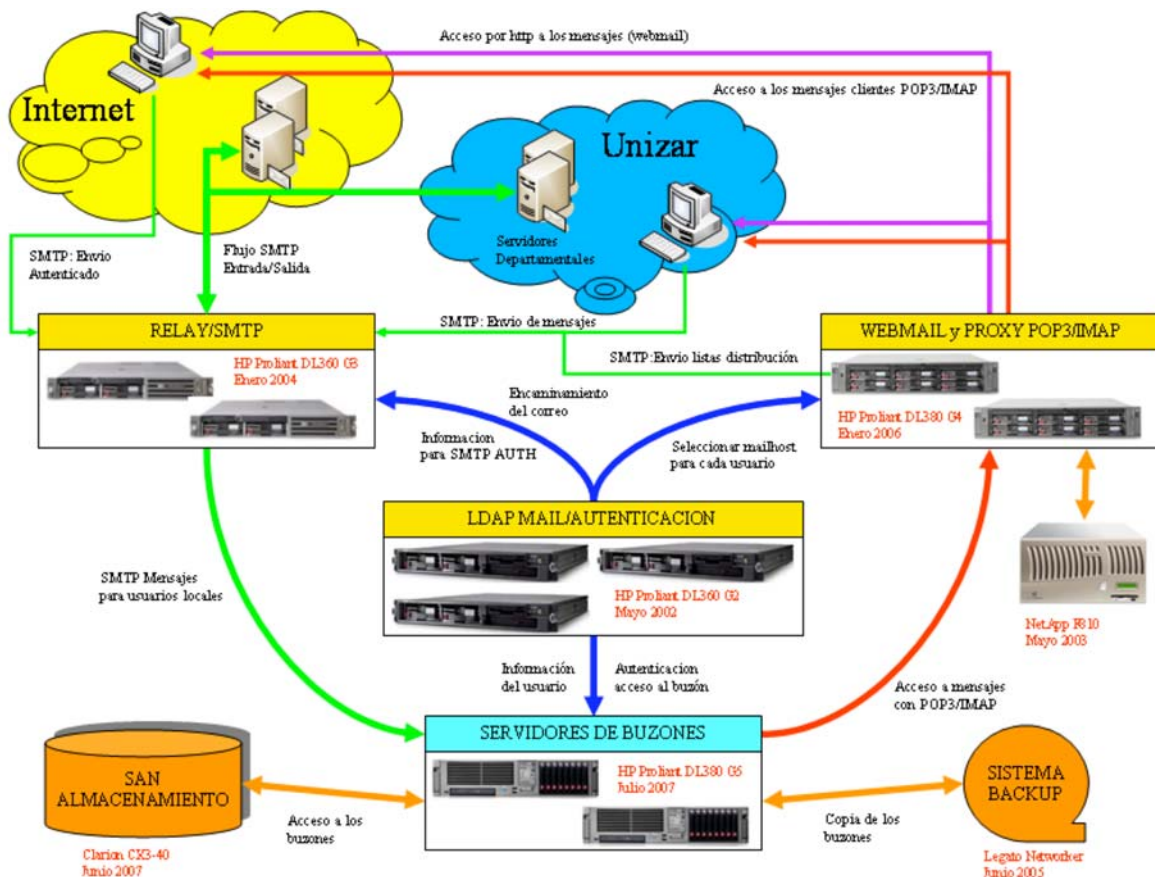 Acceso por http a los mensajes (webmail)
Internet
Acceso a los mensajes clientes POP3/IMAP
Unizar
Servidores
Departamentales
SMTP: Envio
Autenticado
Flujo SMTP
Entrada/Salida
RELAY/SMTP
HP Proliant DL360 G3
Enero 2004
SMTP: Envio de mensajes
SMTP:Envio listas distribución
WEBMAIL y PROXY POP3/IMAP
HP Proliant DL380 G4
Enero 2006
Encaminamiento
del correo
Informacion
para SMTP AUTH
Seleccionar mailhost
para cada usuario
LDAP MAIL/AUTENTICACION
HP Proliant DL360 G2
Mayo 2002
NetApp F810
Mayo 2003
SMTP Mensajes
para usuarios locales
Información
del usuario
Autenticacion
acceso al buzón
Acceso a mensajes
con POP3/IMAP
SERVIDORES DE BUZONES
HP Proliant DL380 G5
Julio 2007
SAN
ALMACENAMIENTO
Clarion CX3-40
Junio 2007
Acceso a los
buzones
Copia de los
buzones
SISTEMA
BACKUP
Legato Networker
Junio 2005